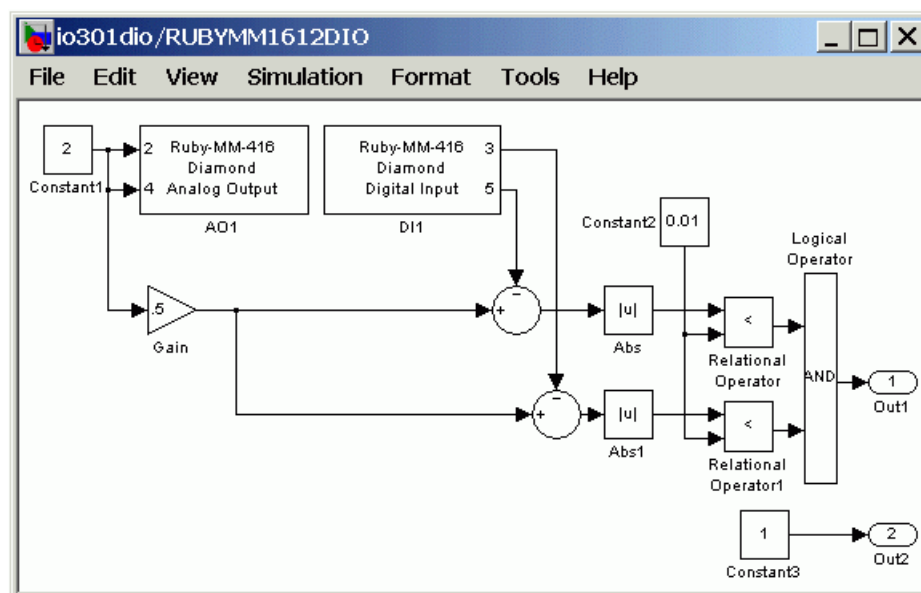 io301dio/RUBYMM1612DIO
File Edit View Simulation Format Tools Help
2
Constant1
2 Ruby-MM-416
Diamond
4 Analog Output
AO1
Ruby-MM-416 3
Diamond
Digital Input 5
DI1
Constant2 0.01
Logical
Operator
.5
Gain
+
−
|u|
Abs
<
Relational
Operator
AND
1
Out1
+
−
|u|
Abs1
<
Relational
Operator1
1
Constant3
2
Out2